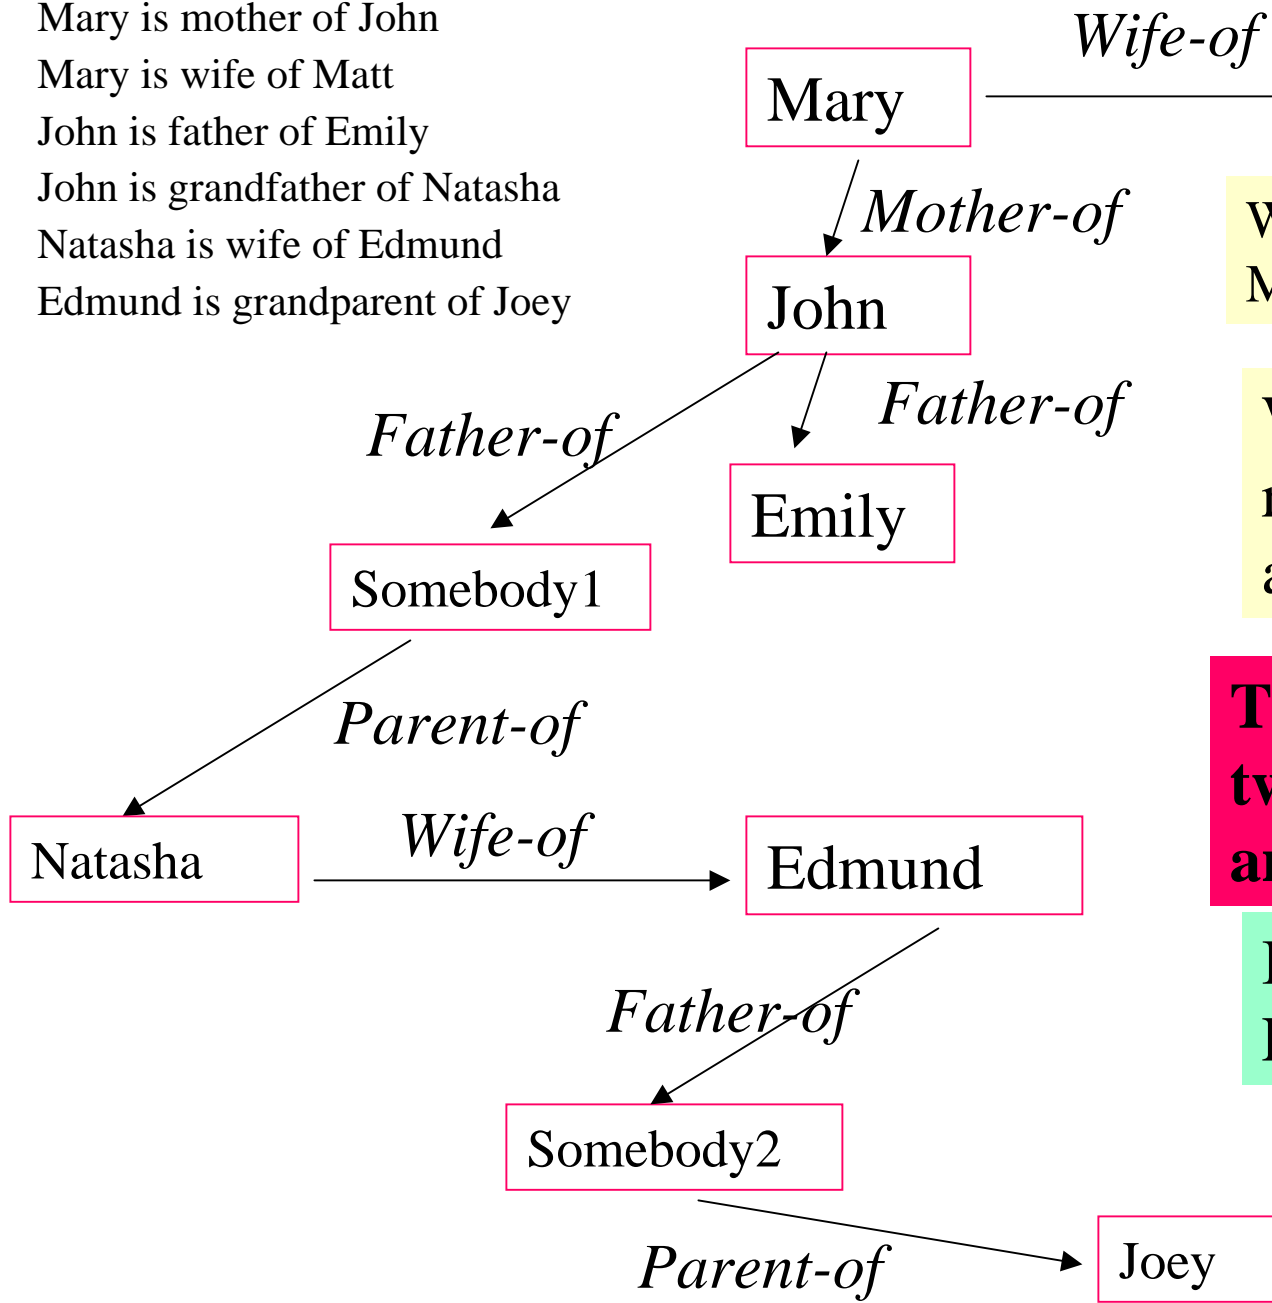 Mary is mother of John
Mary is wife of Matt
John is father of Emily
John is grandfather of Natasha
Natasha is wife of Edmund
Edmund is grandparent of Joey
Wife-of
Mary
Mother-of
John
Father-of
Father-of
Emily
Somebody1
Parent-of
Natasha
Wife-of
Edmund
Father-of
Somebody2
Parent-of
Joey